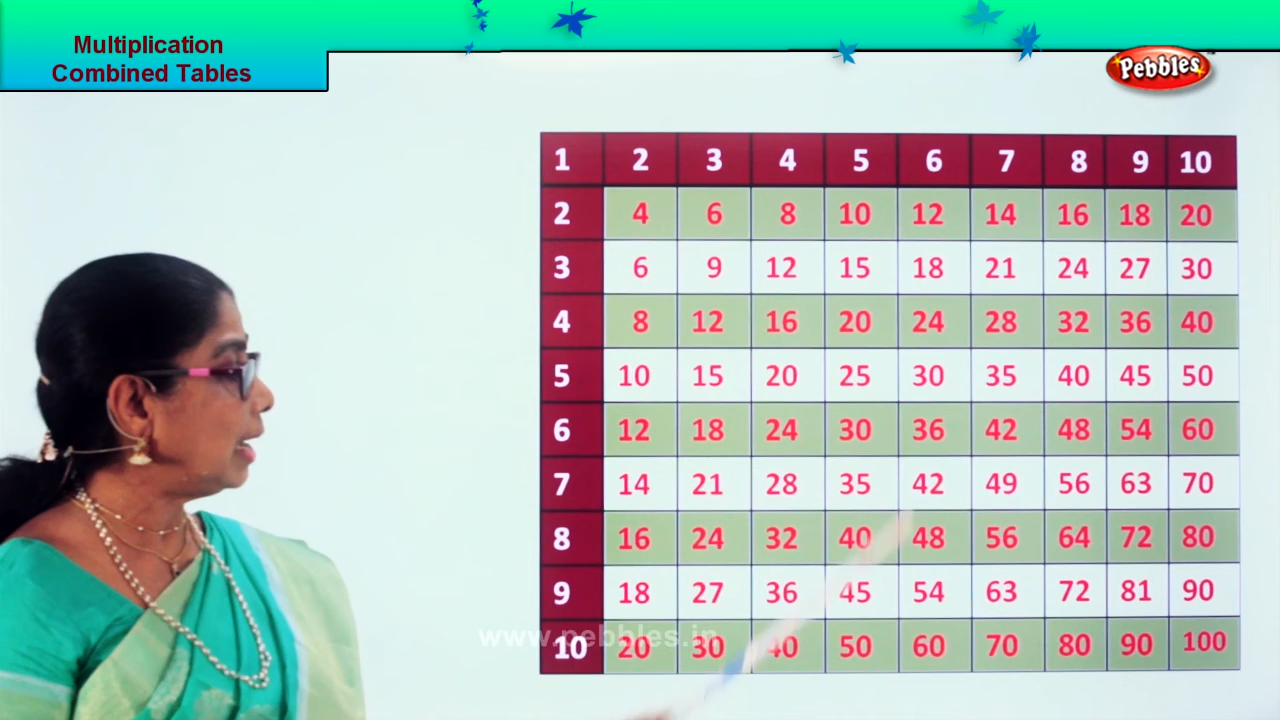 Multiplication
Combined Tables
Pebbles
1 2 3 4 5 6 7 8 9 10
2 4 6 8 10 12 14 16 18 20
3 6 9 12 15 18 21 24 27 30
4 8 12 16 20 24 28 32 36 40
5 10 15 20 25 30 35 40 45 50
6 12 18 24 30 36 42 48 54 60
7 14 21 28 35 42 49 56 63 70
8 16 24 32 40 48 56 64 72 80
9 18 27 36 45 54 63 72 81 90
www.pebbles.in
10 20 30 40 50 60 70 80 90 100